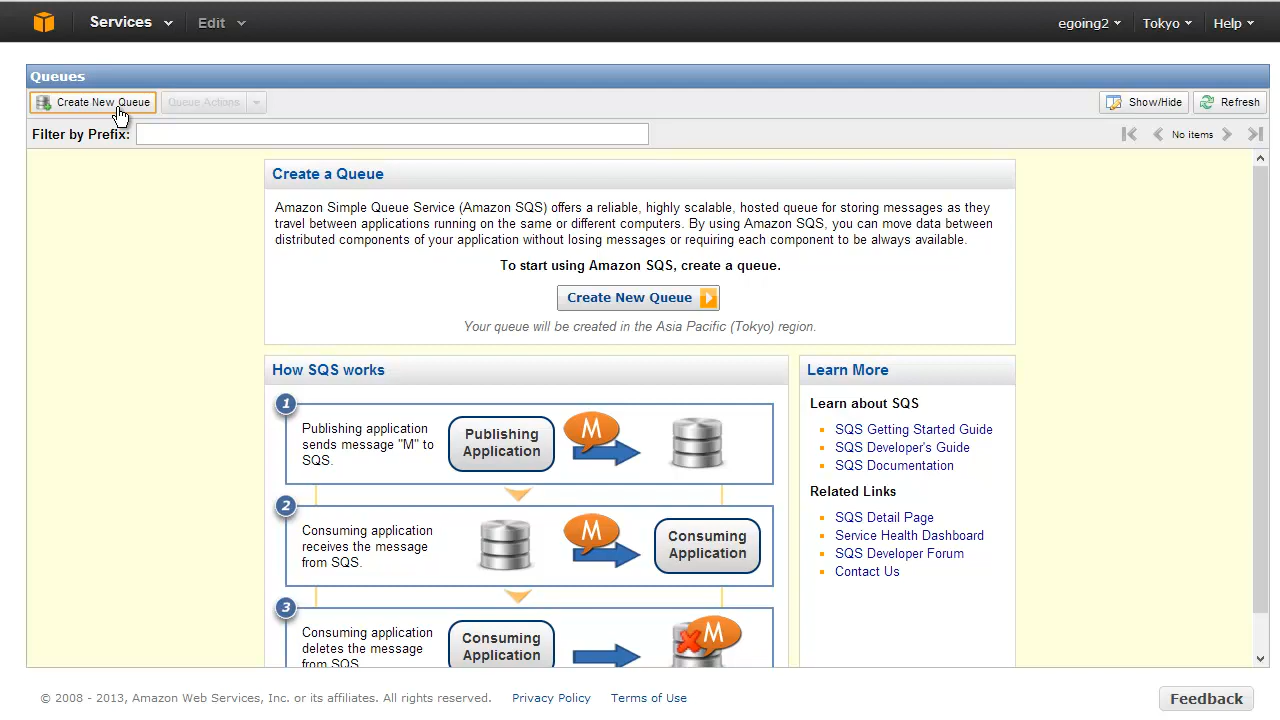 Services Edit egoing2 Tokyo Help
Queues
Create New Queue Queue Actions Show/Hide Refresh
Filter by Prefix: No items
Create a Queue
Amazon Simple Queue Service (Amazon SQS) offers a reliable, highly scalable, hosted queue for storing messages as they
travel between applications running on the same or different computers. By using Amazon SQS, you can move data between
distributed components of your application without losing messages or requiring each component to be always available.
To start using Amazon SQS, create a queue.
Create New Queue
Your queue will be created in the Asia Pacific (Tokyo) region.
How SQS works
1
Publishing application
sends message "M" to
SQS.
Publishing
Application
M
2
Consuming application
receives the message
from SQS.
M
Consuming
Application
3
Consuming application
deletes the message
from SQS.
Consuming
Application
M
Learn More
Learn about SQS
SQS Getting Started Guide
SQS Developer's Guide
SQS Documentation
Related Links
SQS Detail Page
Service Health Dashboard
SQS Developer Forum
Contact Us
© 2008 - 2013, Amazon Web Services, Inc. or its affiliates. All rights reserved. Privacy Policy Terms of Use
Feedback